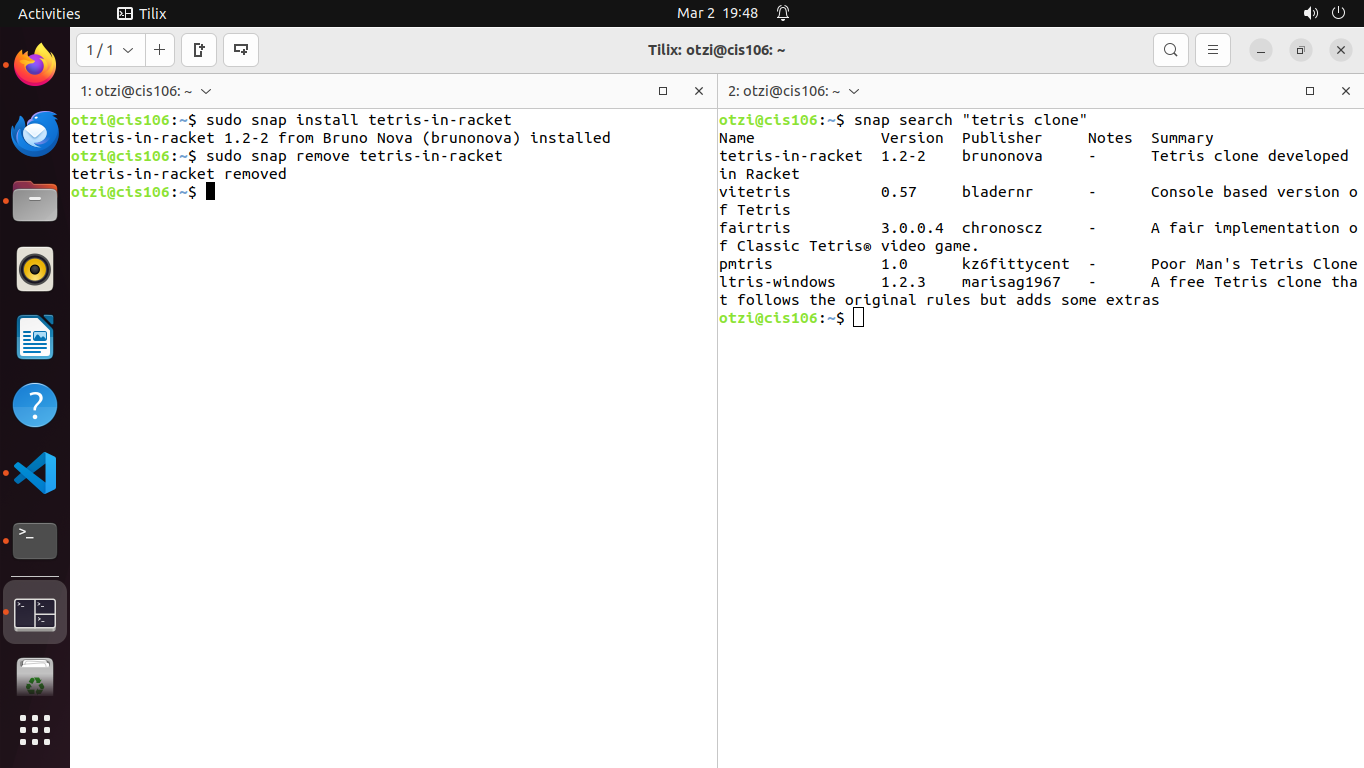 Activities Tilix Mar 2 19:48
1 / 1 Tilix: otzi@cis106: ~
1: otzi@cis106: ~
otzi@cis106:~$ sudo snap install tetris-in-racket
tetris-in-racket 1.2-2 from Bruno Nova (brunonova) installed
otzi@cis106:~$ sudo snap remove tetris-in-racket
tetris-in-racket removed
otzi@cis106:~$
2: otzi@cis106: ~
otzi@cis106:~$ snap search "tetris clone"
Name Version Publisher Notes Summary
tetris-in-racket 1.2-2 brunonova - Tetris clone developed
in Racket
vitetris 0.57 bladernr - Console based version o
f Tetris
fairtris 3.0.0.4 chronoscz - A fair implementation o
f Classic Tetris® video game.
pmtris 1.0 kz6fittycent - Poor Man's Tetris Clone
ltris-windows 1.2.3 marisag1967 - A free Tetris clone tha
t follows the original rules but adds some extras
otzi@cis106:~$